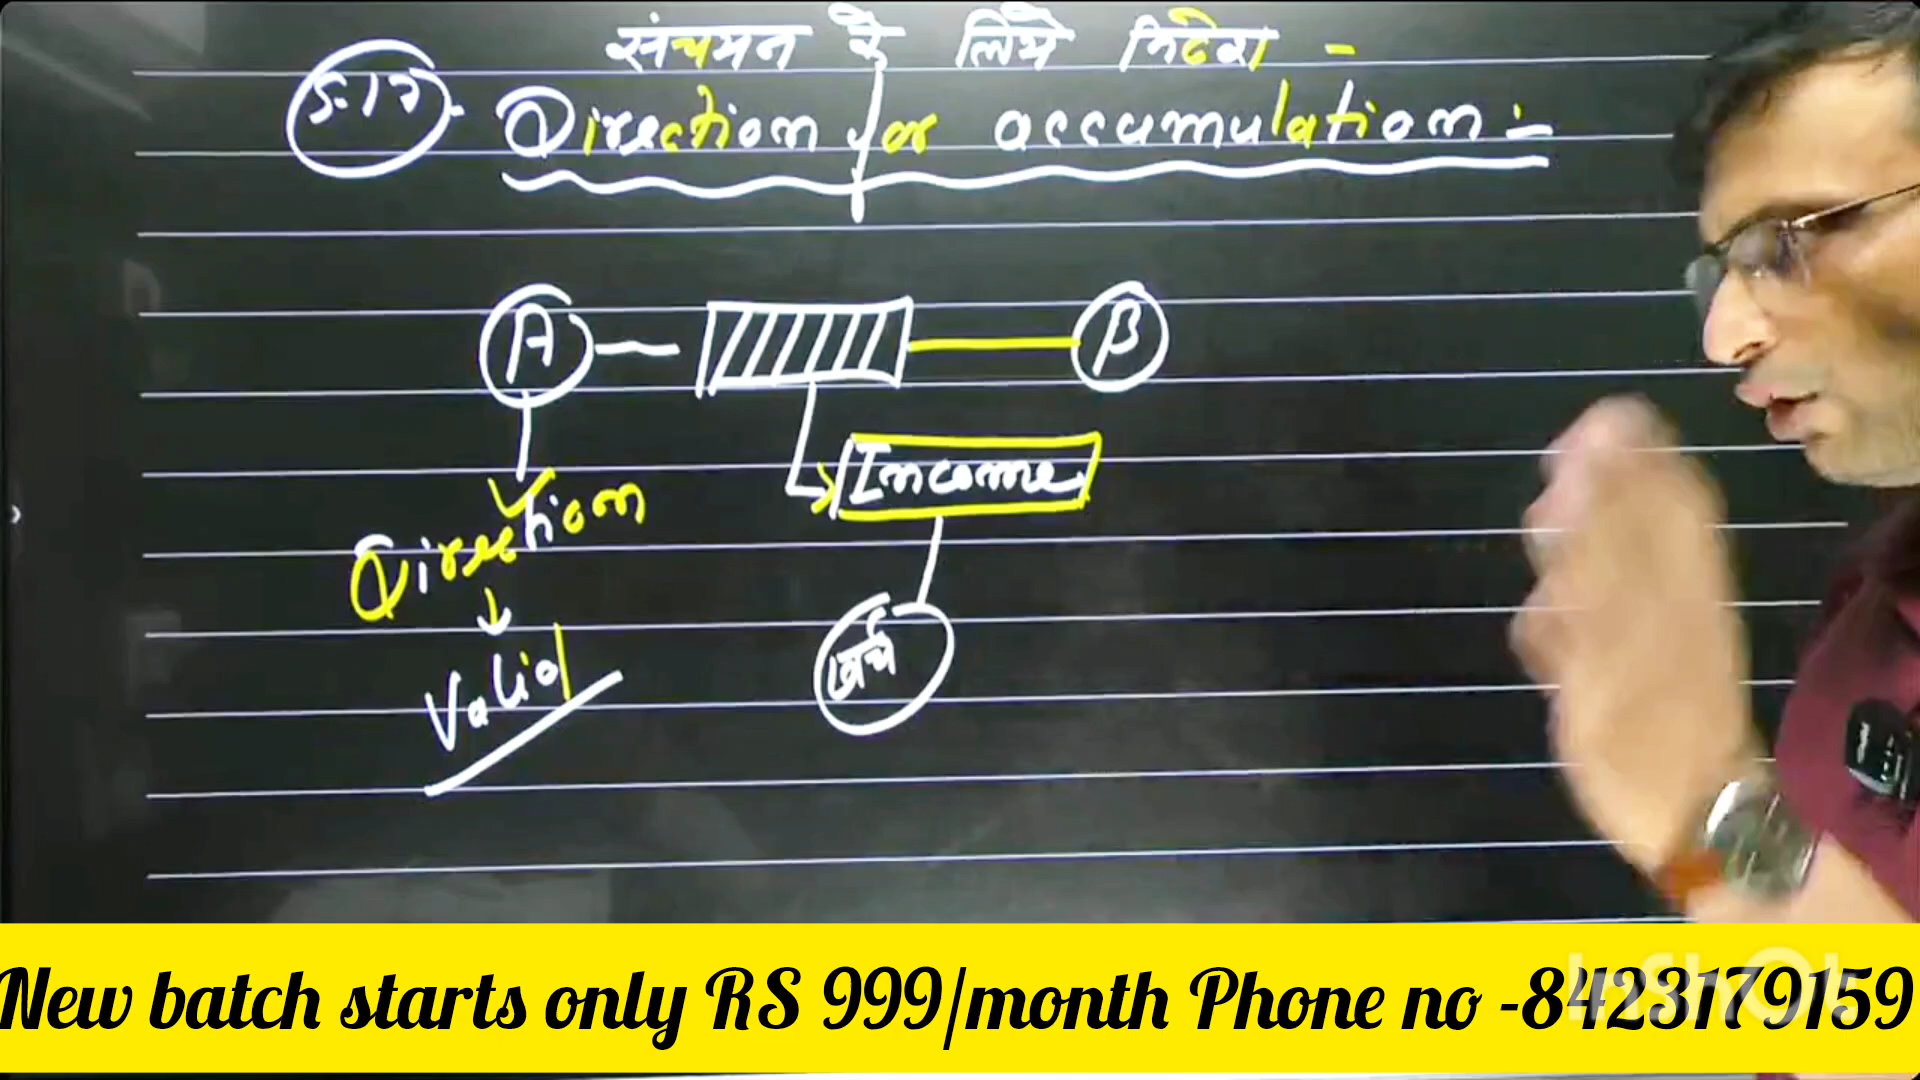 संचयन के लिये निदेश -
S.17. Direction for accumulation :-
A
B
Income
Direction
Valid
खर्च
New batch starts only RS 999/month Phone no -8423179159
InShOt